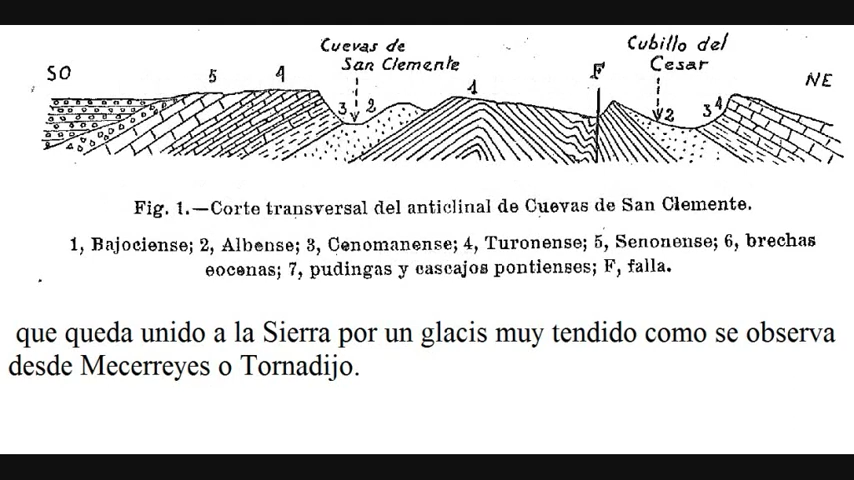 Cuevas de
San Clemente
Cubillo del
Cesar
SO
5
4
3
2
1
F
2
3
4
NE
Fig. 1.—Corte transversal del anticlinal de Cuevas de San Clemente.
1, Bajociense; 2, Albense; 3, Cenomanense; 4, Turonense; 5, Senonense; 6, brechas
eocenas; 7, pudingas y cascajos pontienses; F, falla.
que queda unido a la Sierra por un glacis muy tendido como se observa
desde Mecerreyes o Tornadijo.